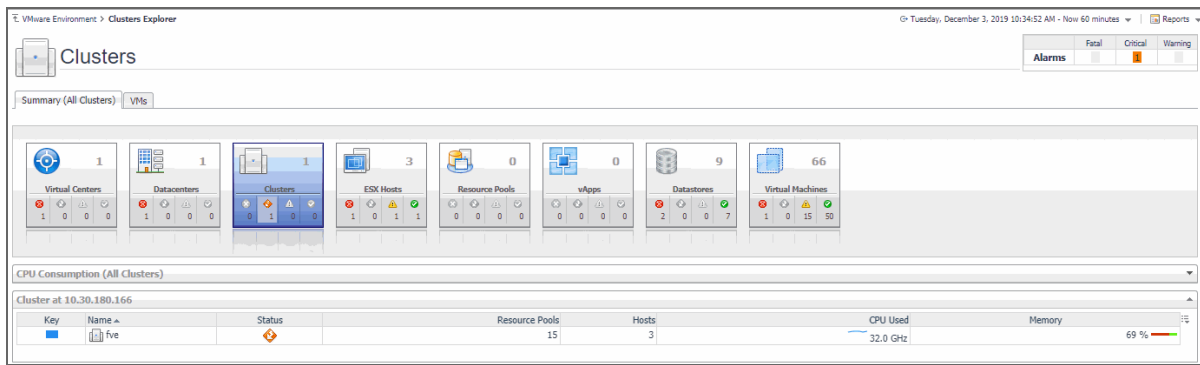 VMware Environment > Clusters Explorer
Tuesday, December 3, 2019 10:34:52 AM - Now 60 minutes
Reports
Clusters
Fatal Critical Warning
Alarms 1
Summary (All Clusters) VMs
1 1 1 3 0 0 9 66
Virtual Centers Datacenters Clusters ESX Hosts Resource Pools vApps Datastores Virtual Machines
1 0 0 0 1 0 0 0 0 1 0 0 1 0 1 1 0 0 0 0 0 0 0 0 2 0 0 7 1 0 15 50
CPU Consumption (All Clusters)
Cluster at 10.30.180.166
Key Name Status Resource Pools Hosts CPU Used Memory
fve 15 3 32.0 GHz 69 %